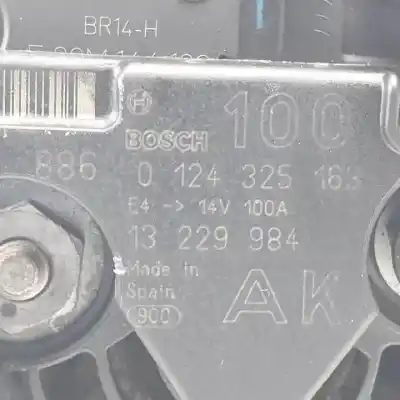 BR14-H
BOSCH 100
886 0 124 325 163
E4-> 14V 100A
13 229 984
Made in
Spain AK
900